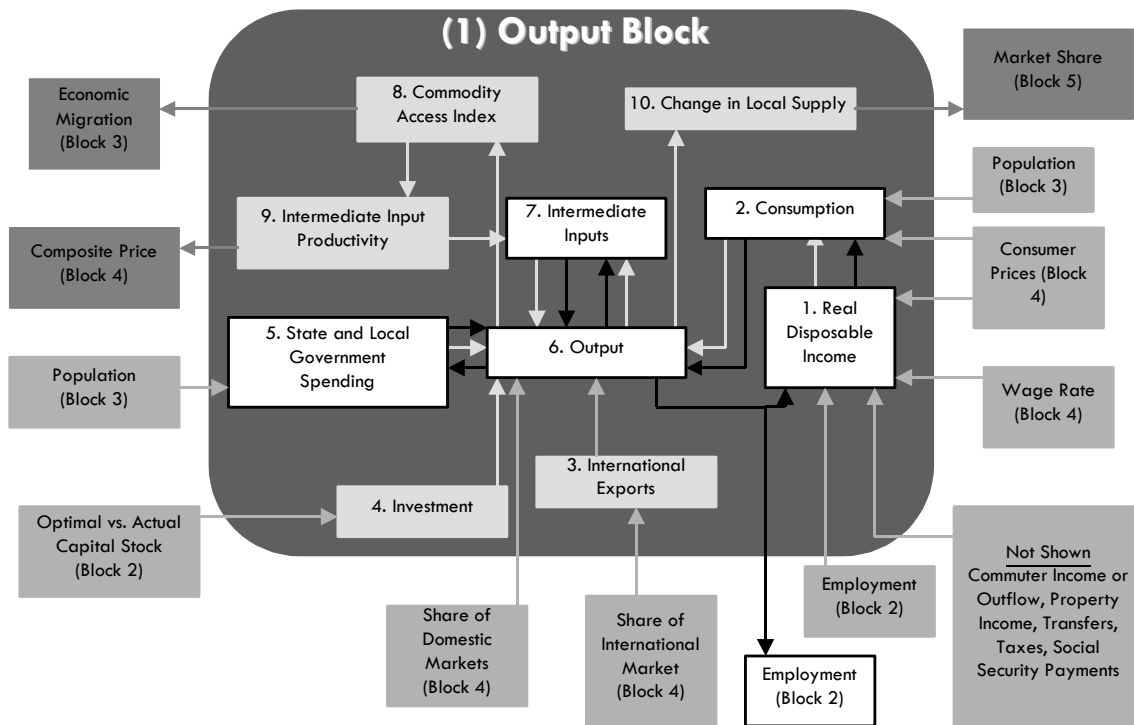 (1) Output Block
Market Share
(Block 5)
Economic
Migration
(Block 3)
8. Commodity
Access Index
10. Change in Local Supply
Population
(Block 3)
9. Intermediate Input
Productivity
7. Intermediate
Inputs
2. Consumption
Composite Price
(Block 4)
Consumer
Prices (Block
4)
1. Real
Disposable
Income
5. State and Local
Government
Spending
6. Output
Population
(Block 3)
Wage Rate
(Block 4)
3. International
Exports
4. Investment
Optimal vs. Actual
Capital Stock
(Block 2)
Share of
Domestic
Markets
(Block 4)
Share of
International
Market
(Block 4)
Employment
(Block 2)
Employment
(Block 2)
Not Shown
Commuter Income or
Outflow, Property
Income, Transfers,
Taxes, Social
Security Payments